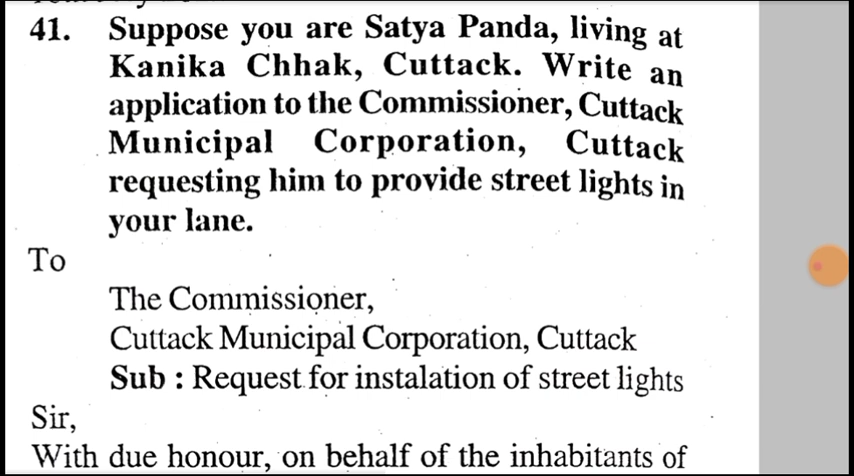 41. Suppose you are Satya Panda, living at
Kanika Chhak, Cuttack. Write an
application to the Commissioner, Cuttack
Municipal Corporation, Cuttack
requesting him to provide street lights in
your lane.
To
The Commissioner,
Cuttack Municipal Corporation, Cuttack
Sub : Request for instalation of street lights
Sir,
With due honour, on behalf of the inhabitants of